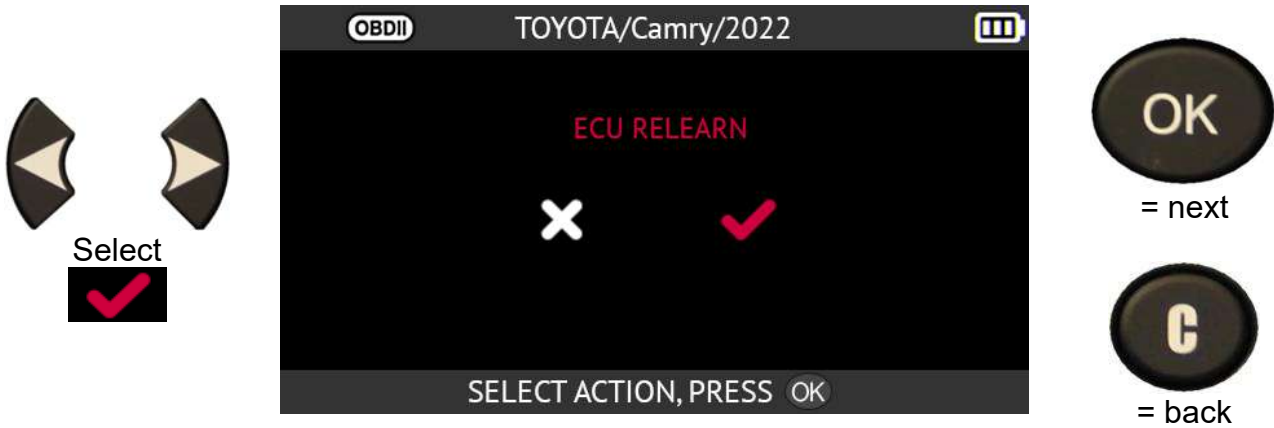 OBDII TOYOTA/Camry/2022
ECU RELEARN
SELECT ACTION, PRESS OK
Select
OK
= next
C
= back